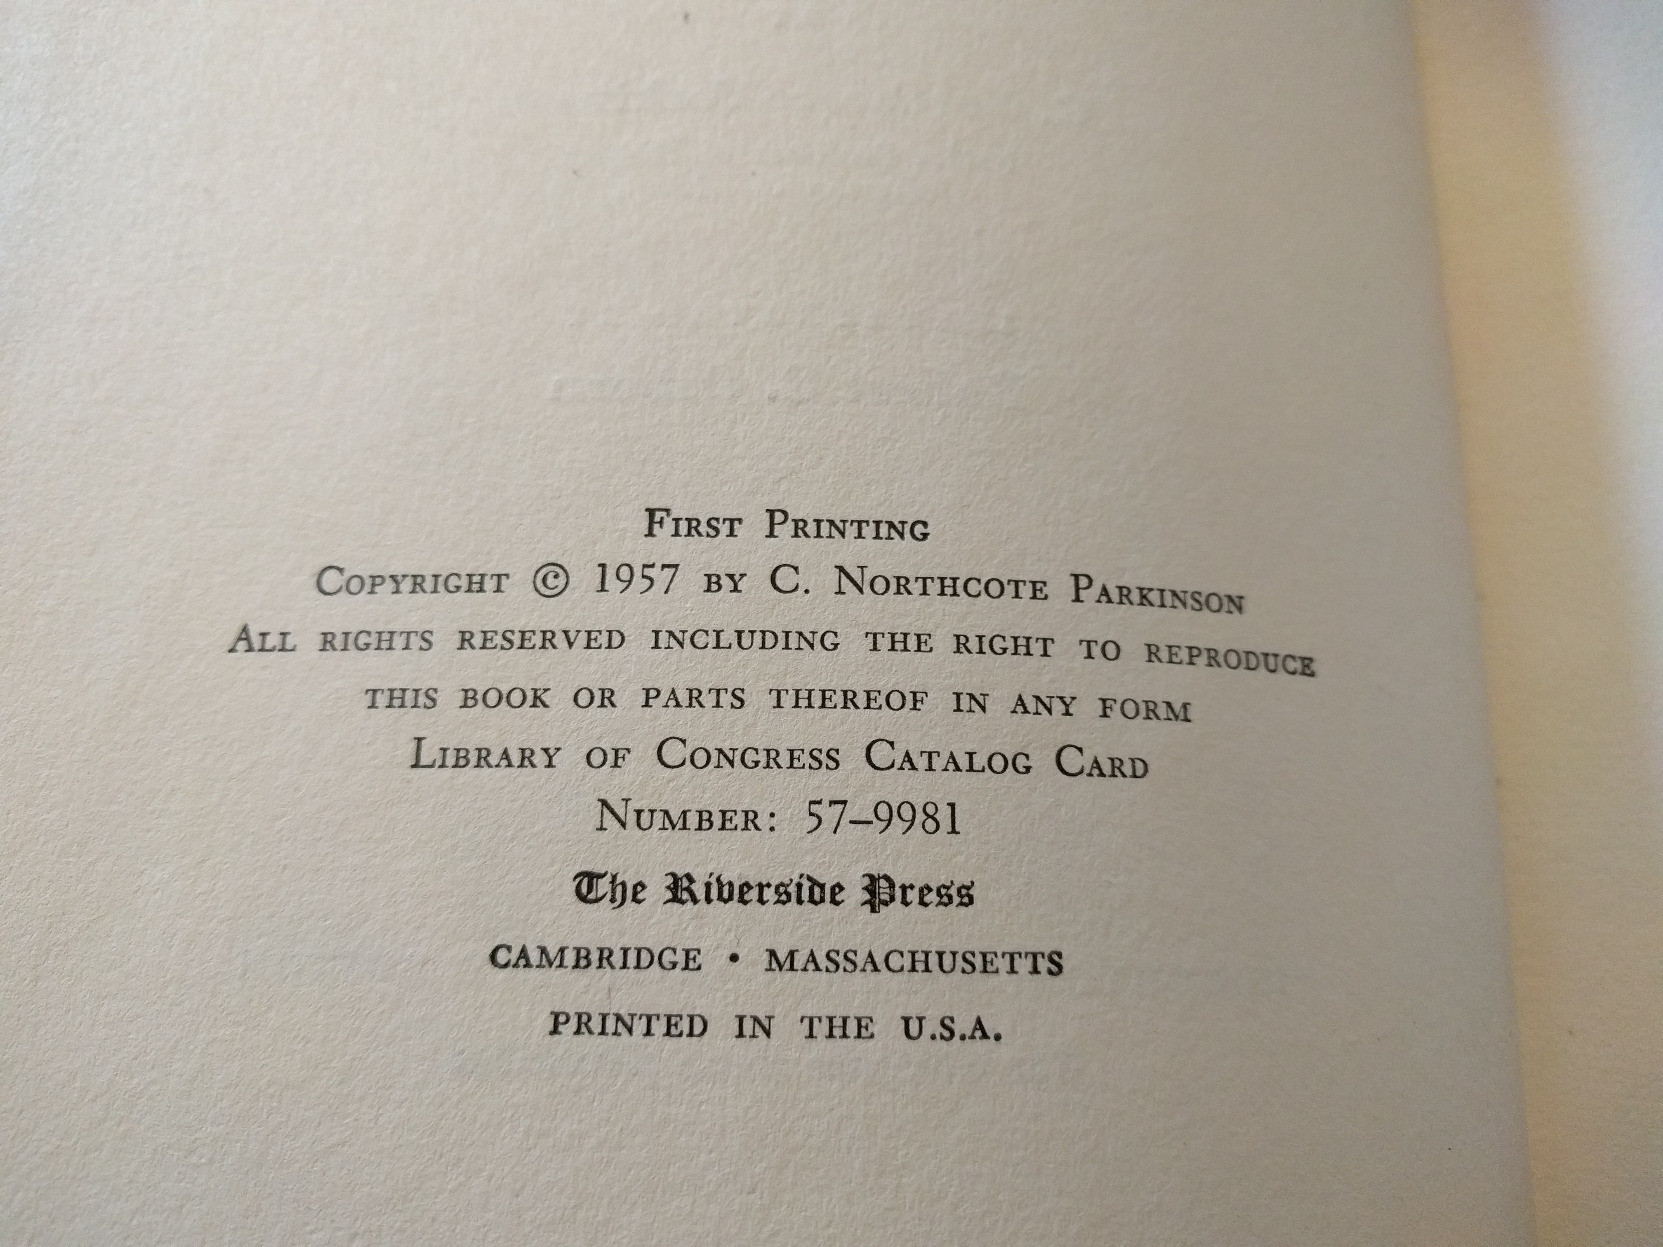 First Printing
Copyright © 1957 by C. Northcote Parkinson
All rights reserved including the right to reproduce
this book or parts thereof in any form
Library of Congress Catalog Card
Number: 57–9981
The Riverside Press
CAMBRIDGE • MASSACHUSETTS
PRINTED IN THE U.S.A.